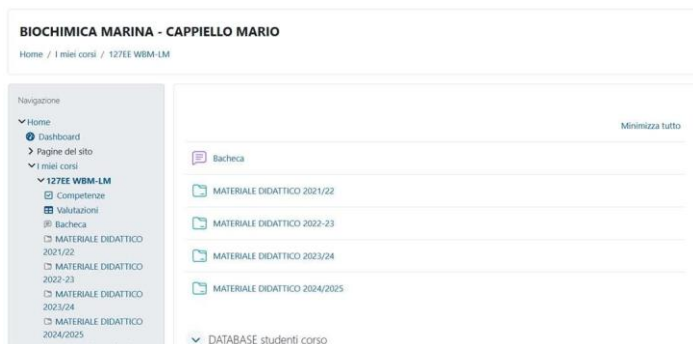 BIOCHIMICA MARINA - CAPPIELLO MARIO
Home / I miei corsi / 127EE WBM-LM
Navigazione
Home
Dashboard
Pagine del sito
I miei corsi
127EE WBM-LM
Competenze
Valutazioni
Bacheca
MATERIALE DIDATTICO
2021/22
MATERIALE DIDATTICO
2022-23
MATERIALE DIDATTICO
2023/24
MATERIALE DIDATTICO
2024/2025
Minimizza tutto
Bacheca
MATERIALE DIDATTICO 2021/22
MATERIALE DIDATTICO 2022-23
MATERIALE DIDATTICO 2023/24
MATERIALE DIDATTICO 2024/2025
DATABASE studenti corso